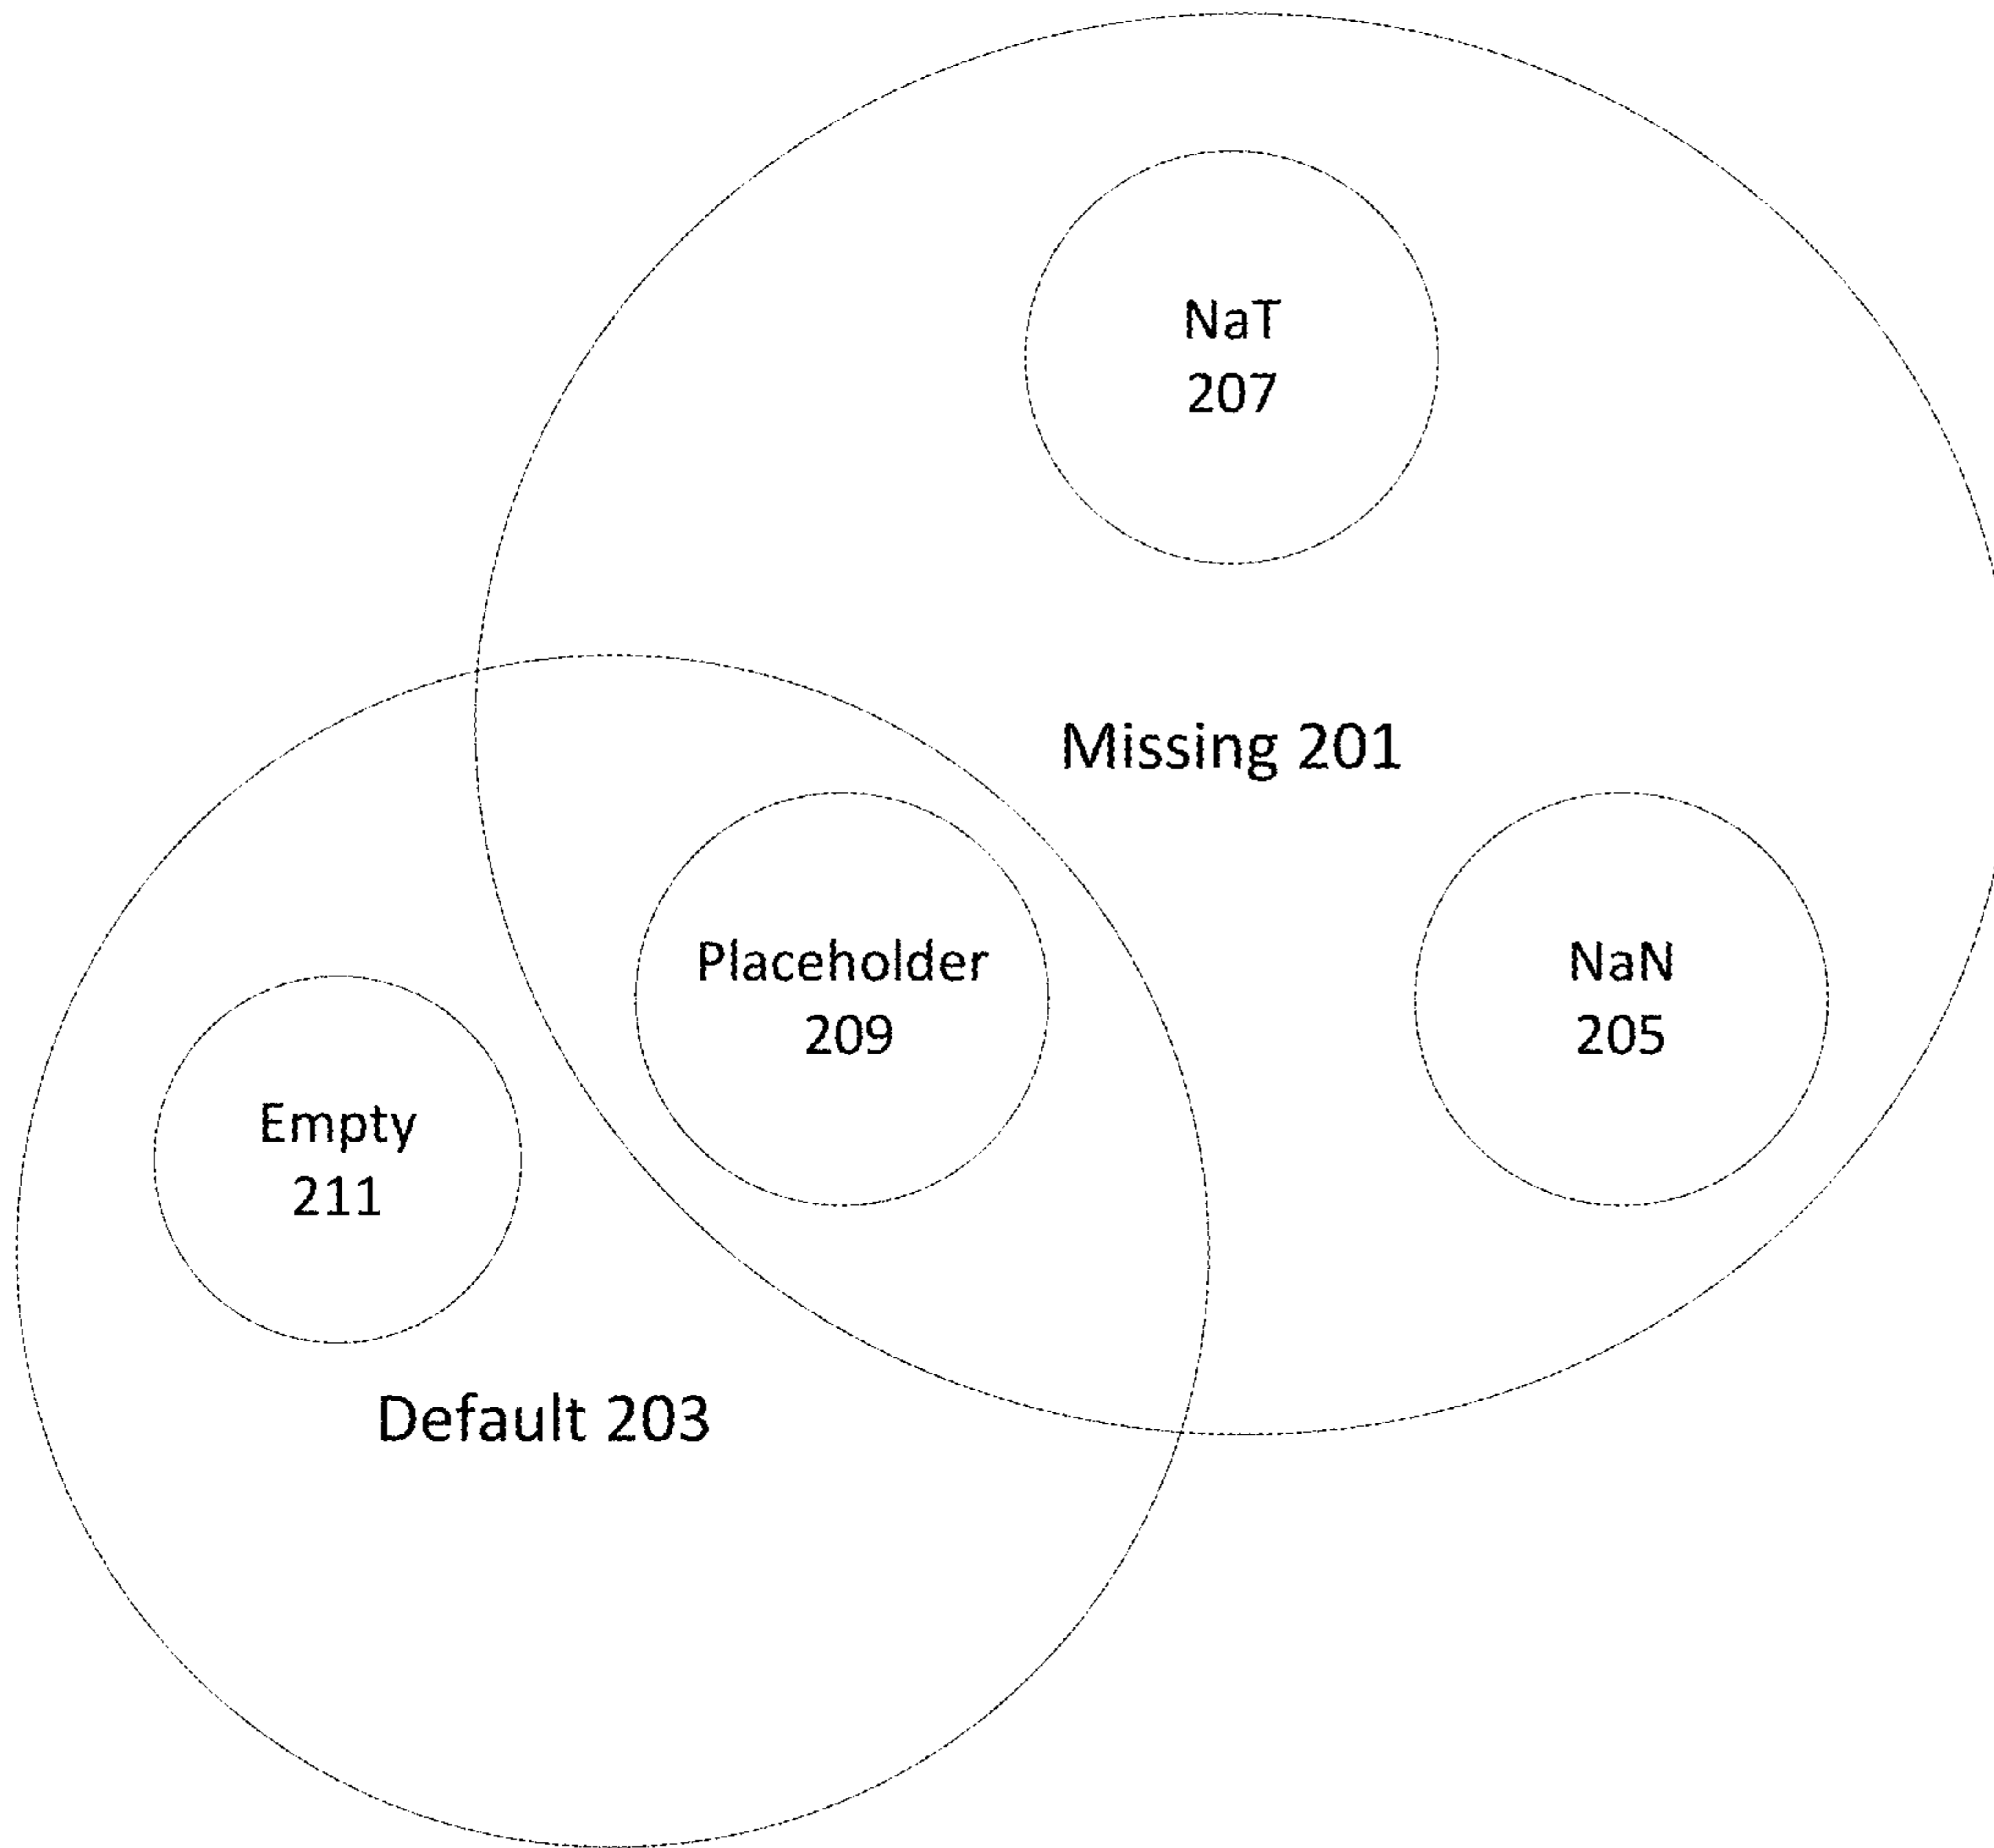 NaT
207
Missing 201
Placeholder
209
NaN
205
Empty
211
Default 203